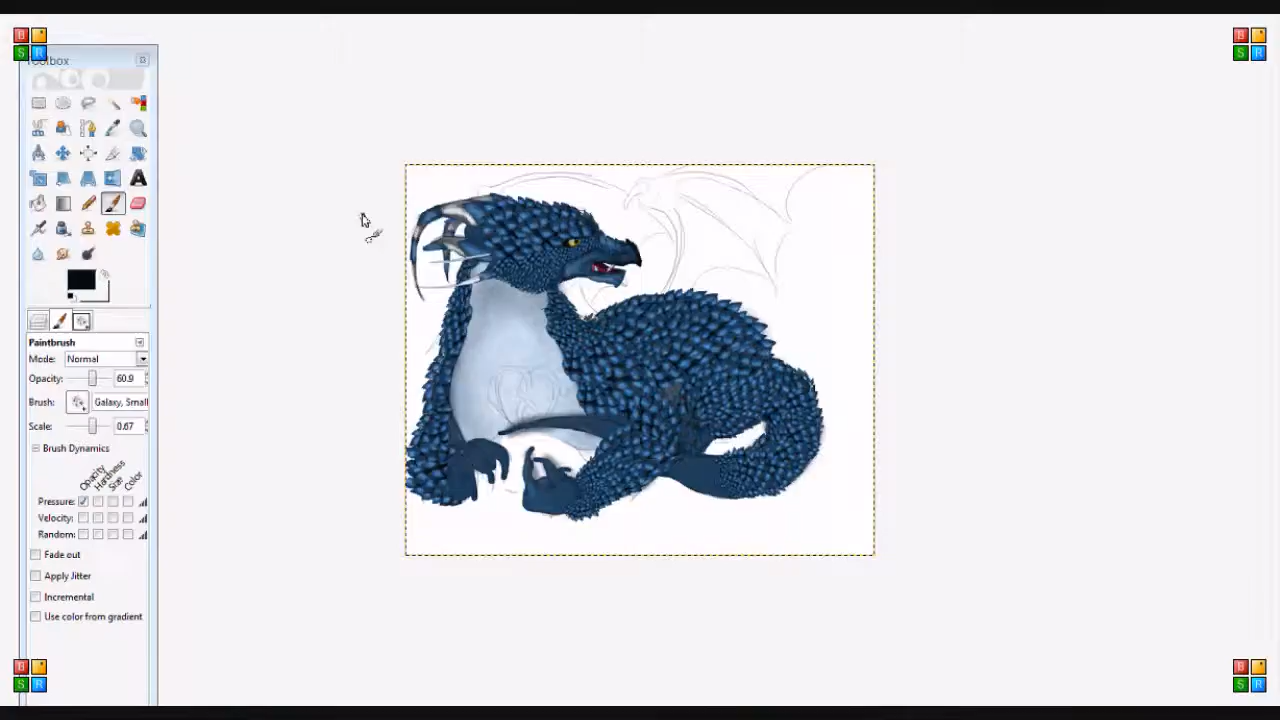 B
S R
B
S R
oolbox
Paintbrush
Mode: Normal
Opacity: 60.9
Brush: Galaxy, Small
Scale: 0.67
Brush Dynamics
Opacity
Hardness
Size
Color
Pressure:
Velocity:
Random:
Fade out
Apply Jitter
Incremental
Use color from gradient
B
S R
B
S R